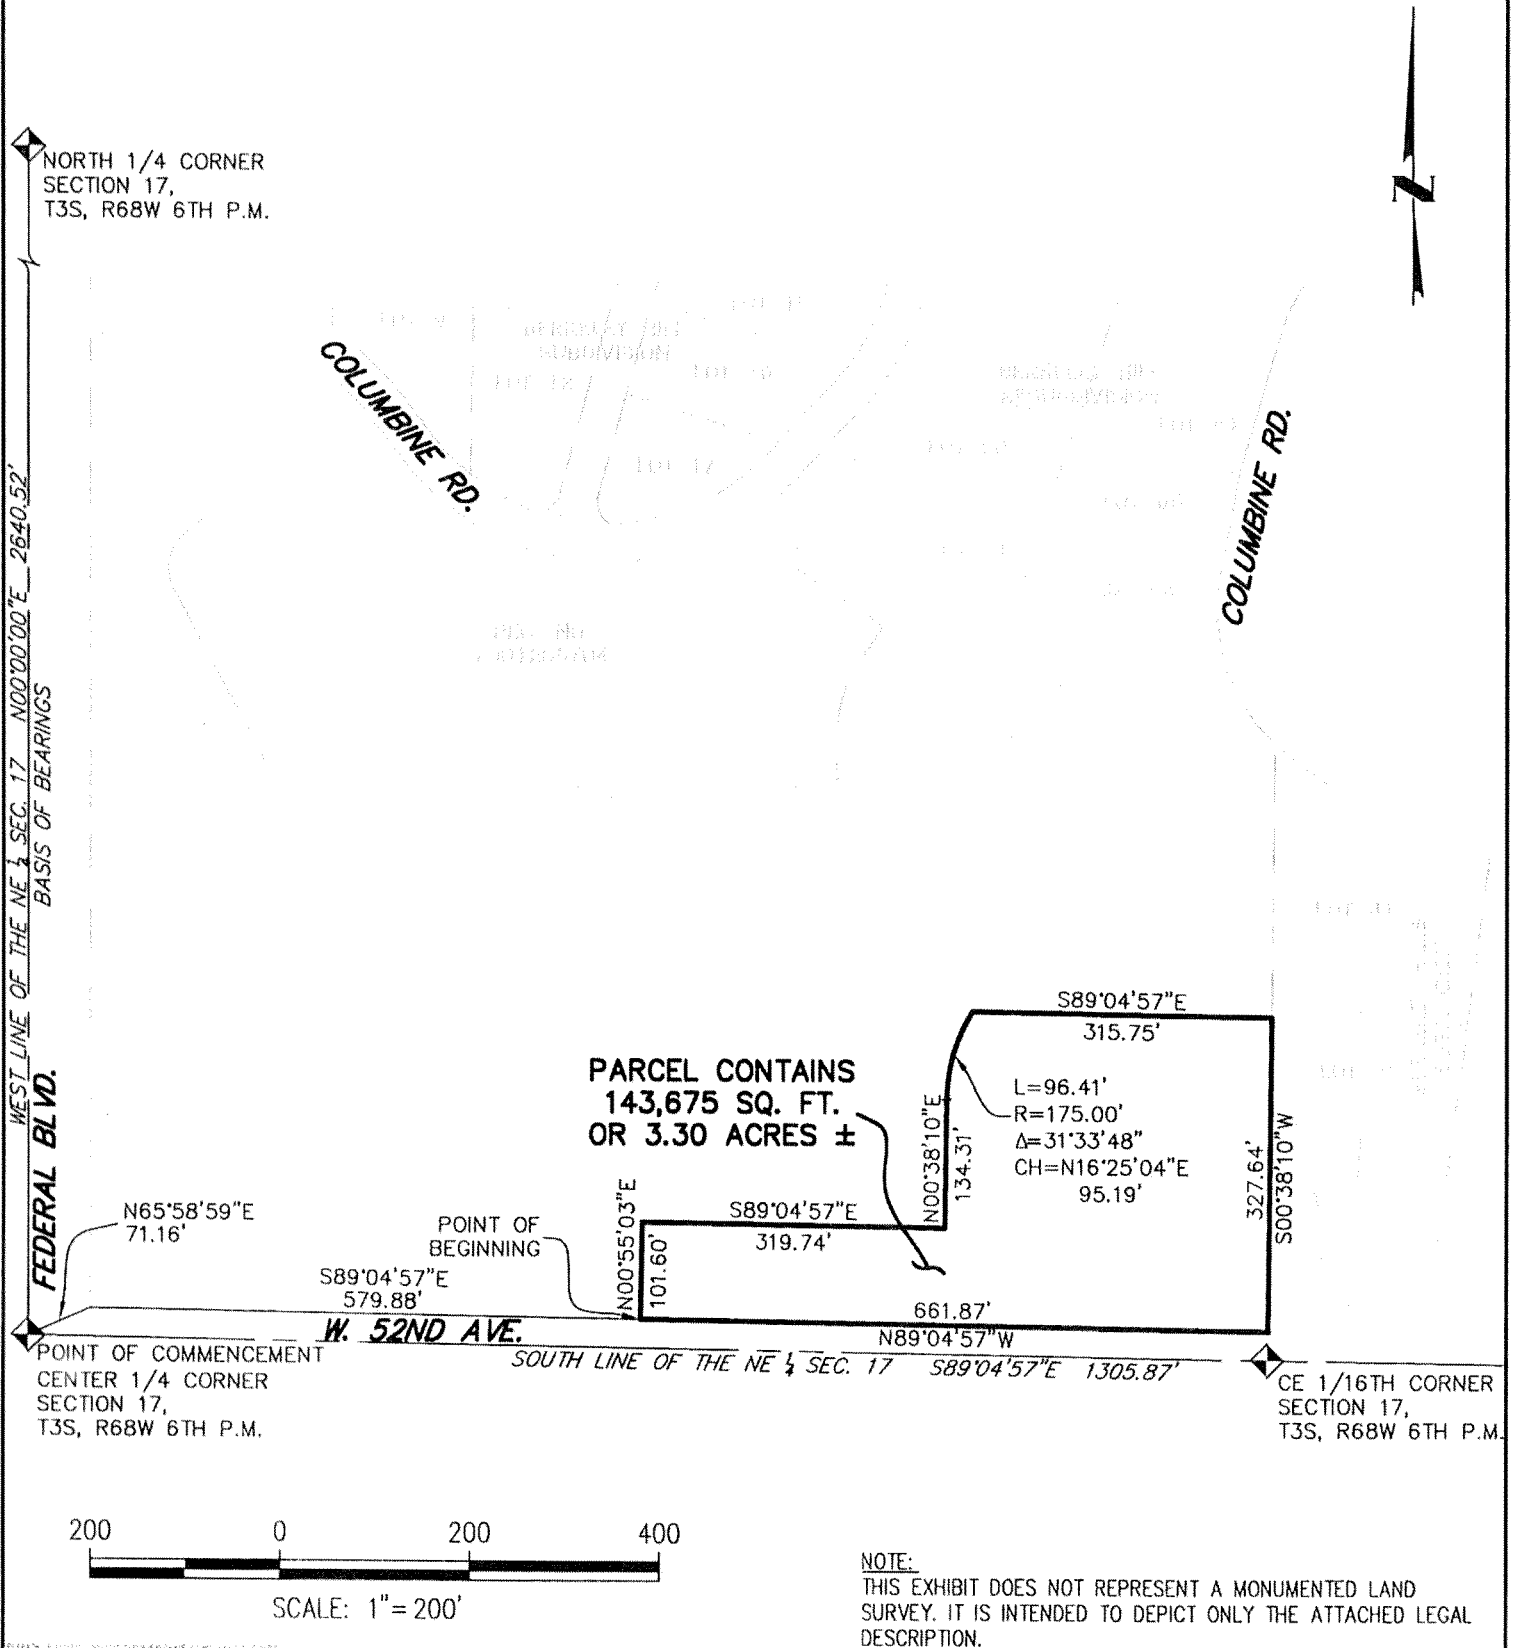 N
NORTH 1/4 CORNER
SECTION 17,
T3S, R68W 6TH P.M.
COLUMBINE RD.
COLUMBINE RD.
WEST LINE OF THE NE ¼ SEC. 17 N00°00'00"E 2640.52'
BASIS OF BEARINGS
FEDERAL BLVD.
S89°04'57"E
315.75'
PARCEL CONTAINS
143,675 SQ. FT.
OR 3.30 ACRES ±
L=96.41'
R=175.00'
Δ=31°33'48"
CH=N16°25'04"E
95.19'
N00°38'10"E
134.31'
327.64'
S00°38'10"W
N65°58'59"E
71.16'
POINT OF
BEGINNING
N00°55'03"E
101.60'
S89°04'57"E
319.74'
S89°04'57"E
579.88'
W. 52ND AVE.
661.87'
N89°04'57"W
SOUTH LINE OF THE NE ¼ SEC. 17 S89°04'57"E 1305.87'
POINT OF COMMENCEMENT
CENTER 1/4 CORNER
SECTION 17,
T3S, R68W 6TH P.M.
CE 1/16TH CORNER
SECTION 17,
T3S, R68W 6TH P.M.
200 0 200 400
SCALE: 1"=200'
NOTE:
THIS EXHIBIT DOES NOT REPRESENT A MONUMENTED LAND
SURVEY. IT IS INTENDED TO DEPICT ONLY THE ATTACHED LEGAL
DESCRIPTION.